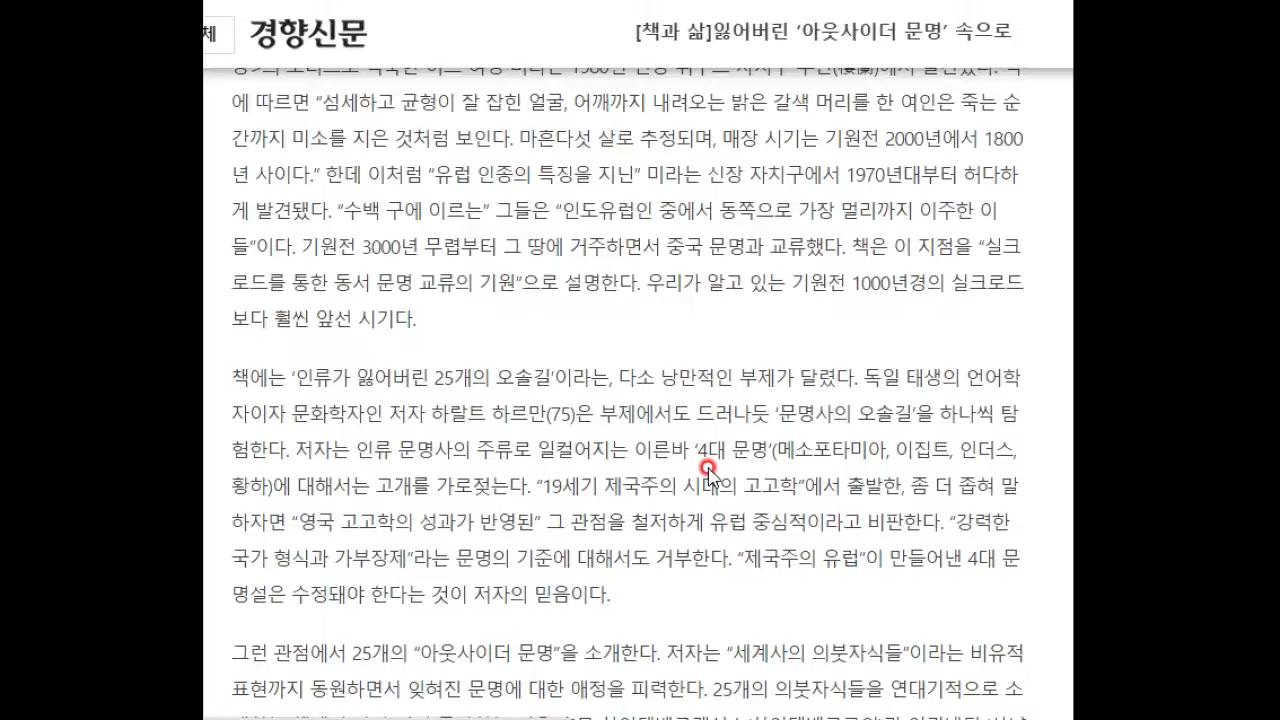 체
경향신문
[책과 삶]잃어버린 ‘아웃사이더 문명’ 속으로
에 따르면 “섬세하고 균형이 잘 잡힌 얼굴, 어깨까지 내려오는 밝은 갈색 머리를 한 여인은 죽는 순
간까지 미소를 지은 것처럼 보인다. 마흔다섯 살로 추정되며, 매장 시기는 기원전 2000년에서 1800
년 사이다.” 한데 이처럼 “유럽 인종의 특징을 지닌” 미라는 신장 자치구에서 1970년대부터 허다하
게 발견됐다. “수백 구에 이르는” 그들은 “인도유럽인 중에서 동쪽으로 가장 멀리까지 이주한 이
들”이다. 기원전 3000년 무렵부터 그 땅에 거주하면서 중국 문명과 교류했다. 책은 이 지점을 “실크
로드를 통한 동서 문명 교류의 기원”으로 설명한다. 우리가 알고 있는 기원전 1000년경의 실크로드
보다 훨씬 앞선 시기다.
책에는 ‘인류가 잃어버린 25개의 오솔길’이라는, 다소 낭만적인 부제가 달렸다. 독일 태생의 언어학
자이자 문화학자인 저자 하랄트 하르만(75)은 부제에서도 드러나듯 ‘문명사의 오솔길’을 하나씩 탐
험한다. 저자는 인류 문명사의 주류로 일컬어지는 이른바 ‘4대 문명’(메소포타미아, 이집트, 인더스,
황하)에 대해서는 고개를 가로젖는다. “19세기 제국주의 시대의 고고학”에서 출발한, 좀 더 좁혀 말
하자면 “영국 고고학의 성과가 반영된” 그 관점을 철저하게 유럽 중심적이라고 비판한다. “강력한
국가 형식과 가부장제”라는 문명의 기준에 대해서도 거부한다. “제국주의 유럽”이 만들어낸 4대 문
명설은 수정돼야 한다는 것이 저자의 믿음이다.
그런 관점에서 25개의 “아웃사이더 문명”을 소개한다. 저자는 “세계사의 의붓자식들”이라는 비유적
표현까지 동원하면서 잊혀진 문명에 대한 애정을 피력한다. 25개의 의붓자식들을 연대기적으로 소